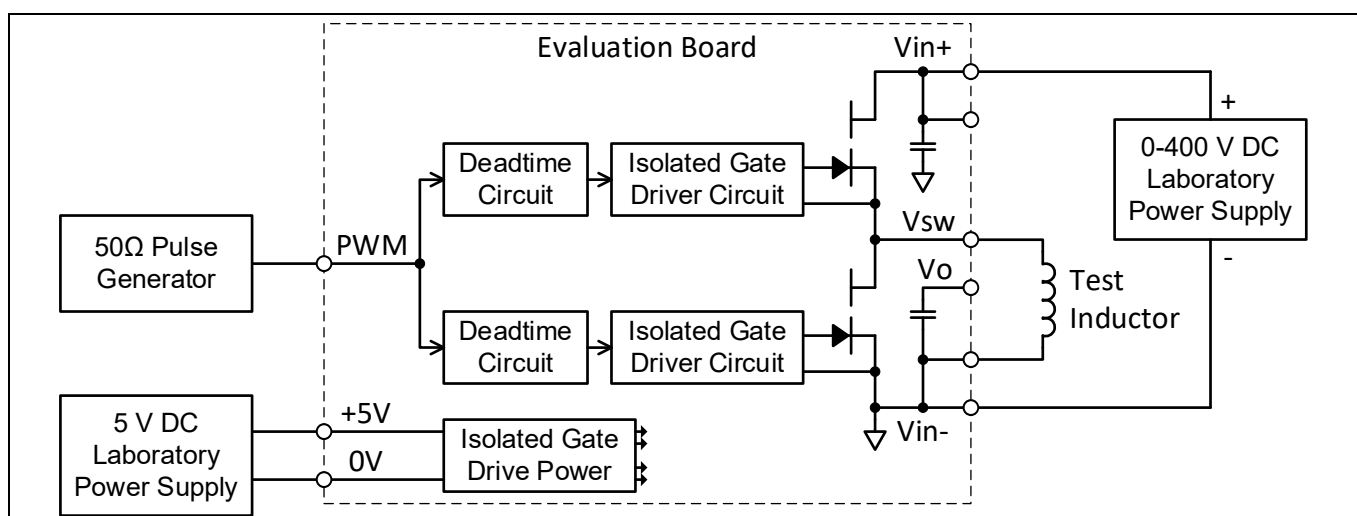 Evaluation Board
Vin+
+
Deadtime
Circuit
Isolated Gate
Driver Circuit
0-400 V DC
Laboratory
Power Supply
50Ω Pulse
Generator
PWM
Vsw
-
Vo
Test
Inductor
Deadtime
Circuit
Isolated Gate
Driver Circuit
5 V DC
Laboratory
Power Supply
+5V
0V
Isolated Gate
Drive Power
Vin-